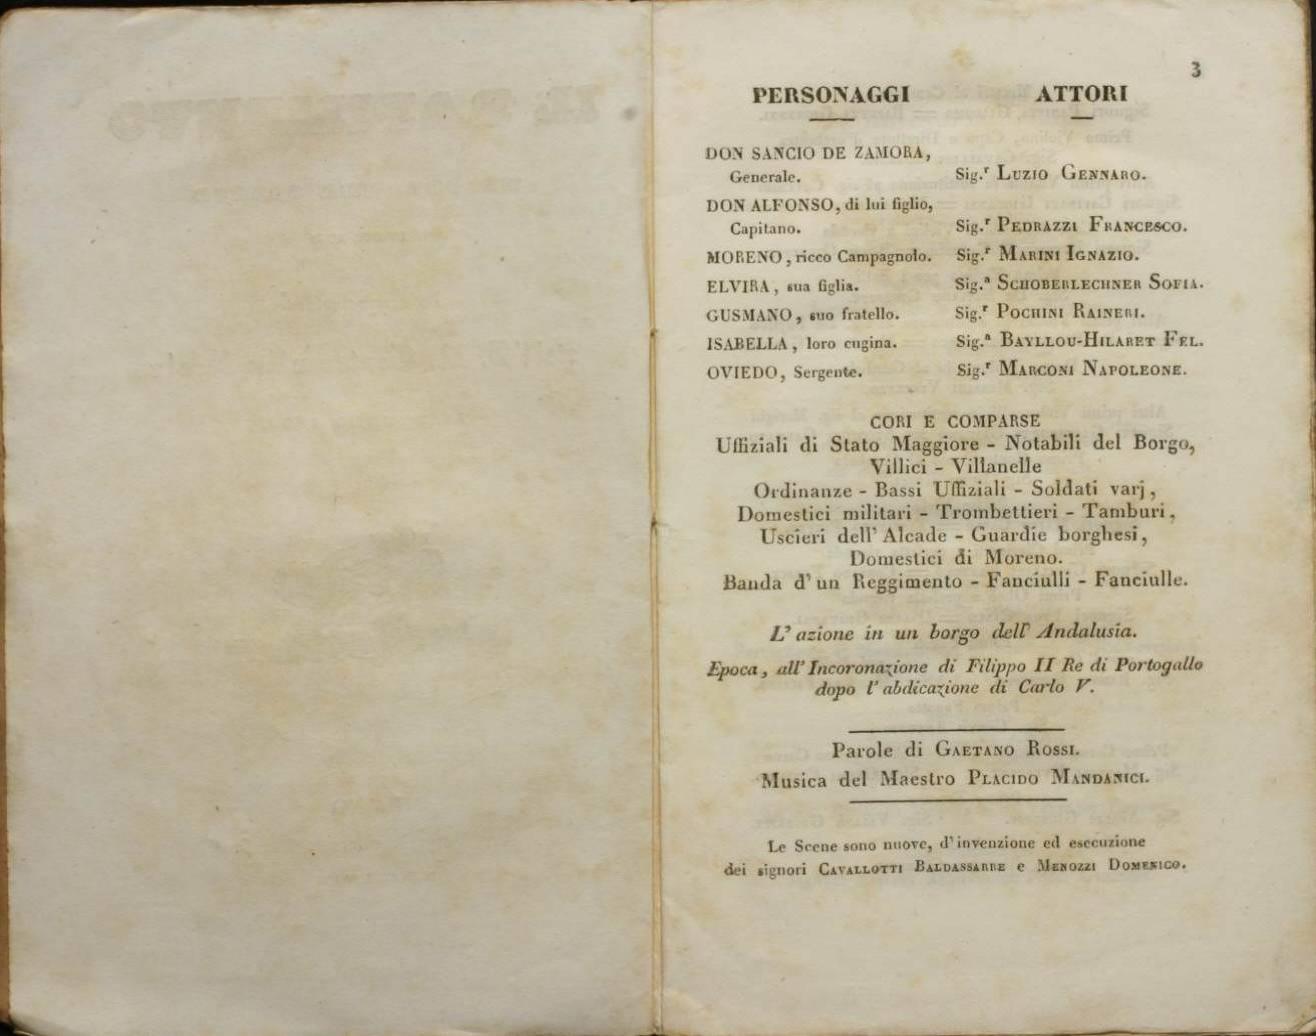 3
PERSONAGGI ATTORI
DON SANCIO DE ZAMORA,
Generale. Sig.r LUZIO GENNARO.
DON ALFONSO, di lui figlio,
Capitano. Sig.r PEDRAZZI FRANCESCO.
MORENO, ricco Campagnolo. Sig.r MARINI IGNAZIO.
ELVIRA, sua figlia. Sig.a SCHOBERLECHNER SOFIA.
GUSMANO, suo fratello. Sig.r POCHINI RAINERI.
ISABELLA, loro cugina. Sig.a BAYLLOU-HILARET FEL.
OVIEDO, Sergente. Sig.r MARCONI NAPOLEONE.
CORI E COMPARSE
Uffiziali di Stato Maggiore - Notabili del Borgo,
Villici - Villanelle
Ordinanze - Bassi Uffiziali - Soldati varj,
Domestici militari - Trombettieri - Tamburi,
Uscieri dell' Alcade - Guardie borghesi,
Domestici di Moreno.
Banda d' un Reggimento - Fanciulli - Fanciulle.
L' azione in un borgo dell' Andalusia.
Epoca, all' Incoronazione di Filippo II Re di Portogallo
dopo l' abdicazione di Carlo V.
Parole di GAETANO ROSSI.
Musica del Maestro PLACIDO MANDANICI.
Le Scene sono nuove, d' invenzione ed esecuzione
dei signori CAVALLOTTI BALDASSARRE e MENOZZI DOMENICO.